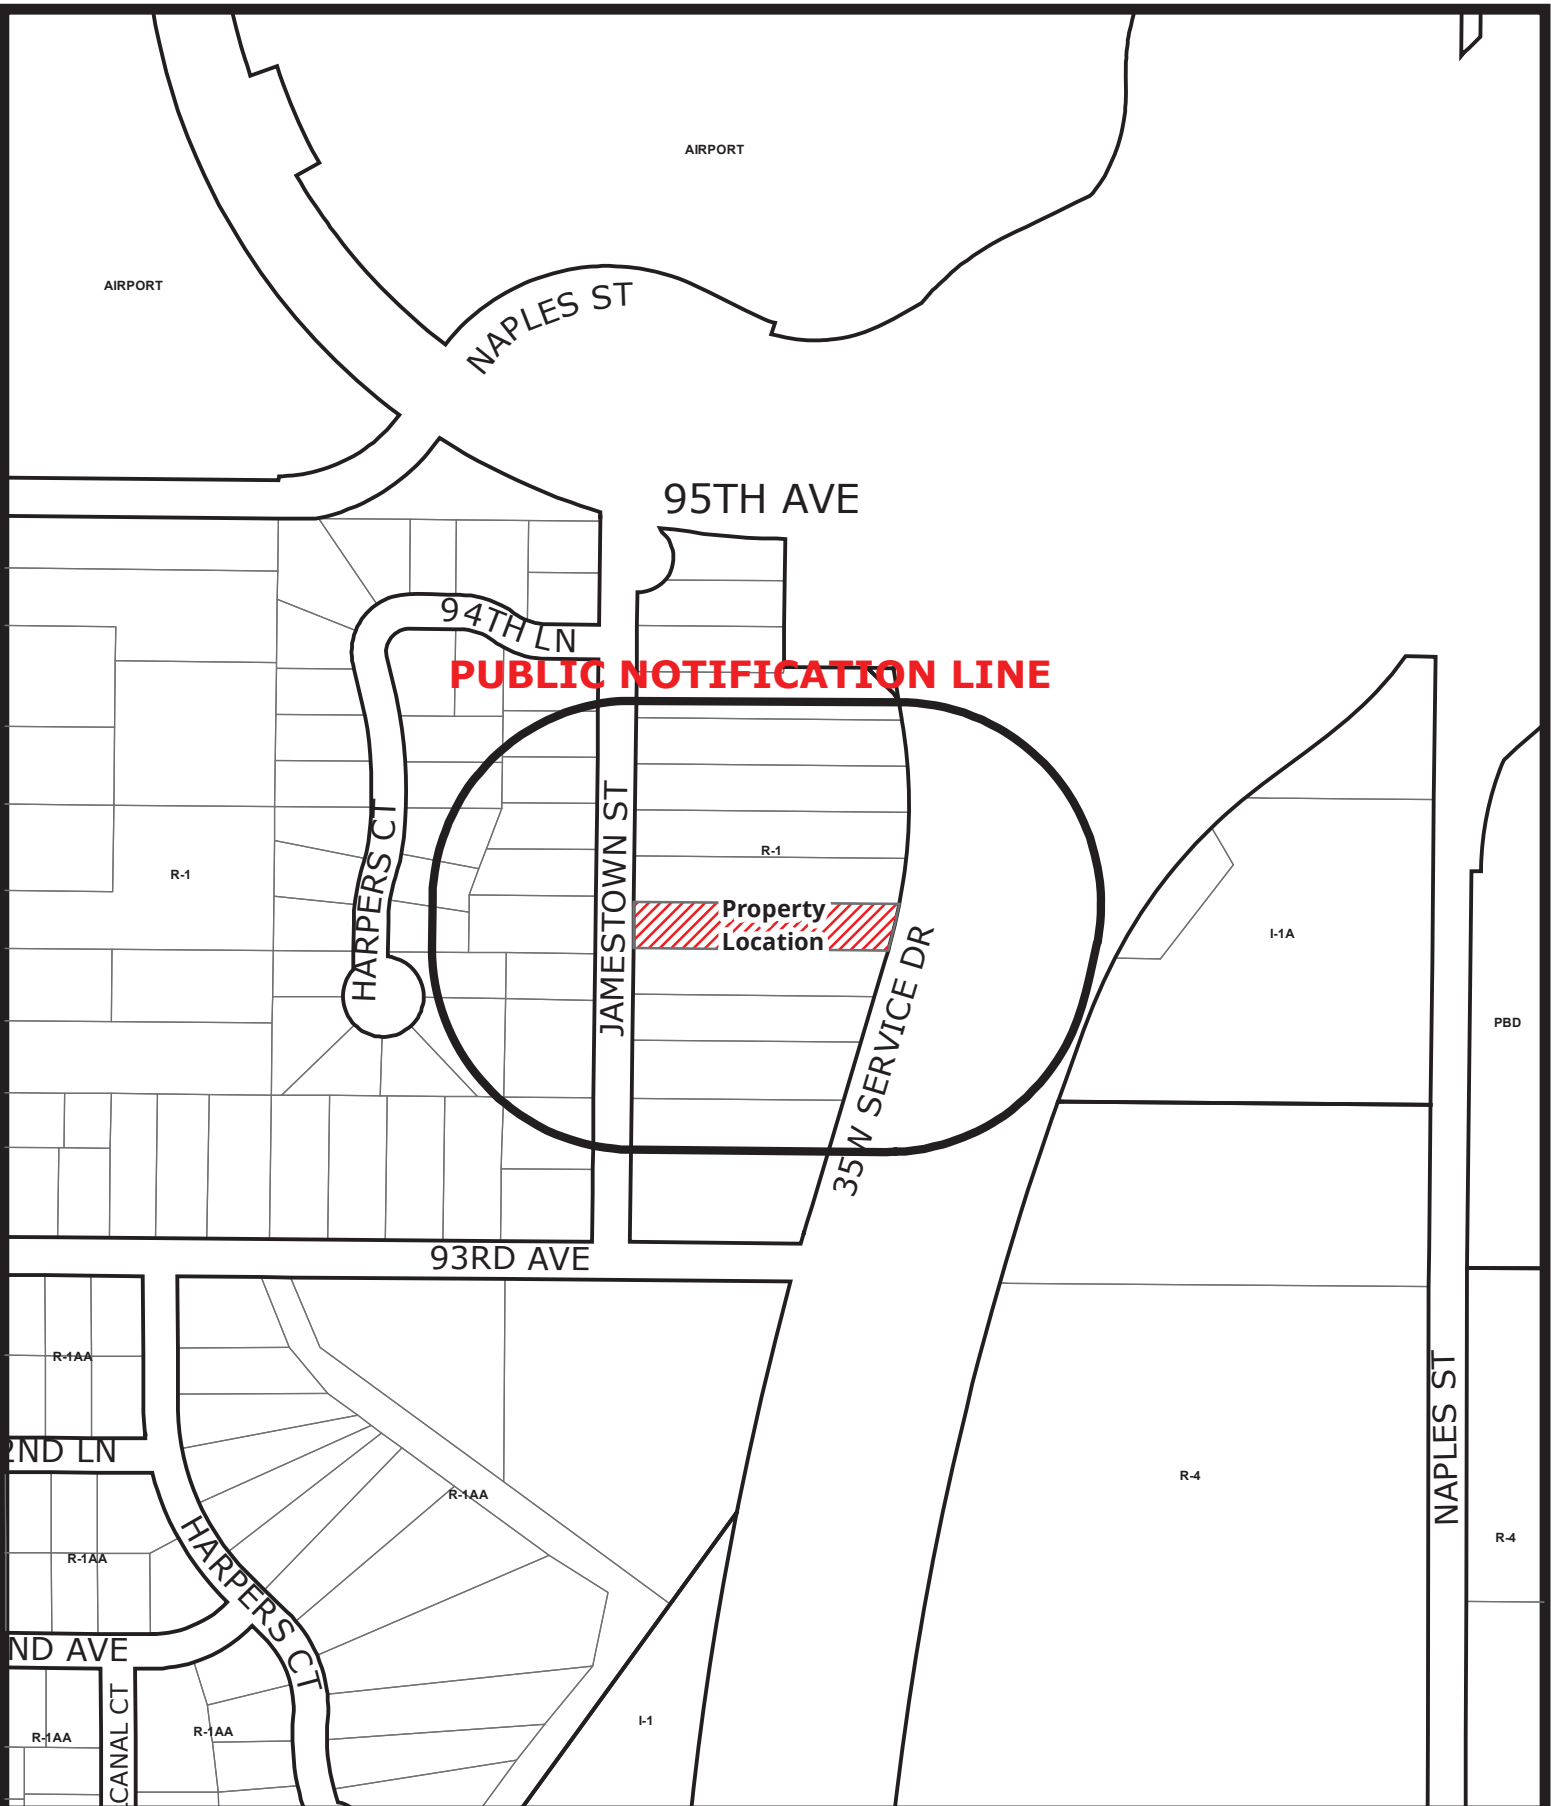 AIRPORT
AIRPORT
NAPLES ST
95TH AVE
94TH LN
PUBLIC NOTIFICATION LINE
JAMESTOWN ST
HARPERS CT
R-1
R-1
Property
Location
I-1A
35W SERVICE DR
PBD
93RD AVE
R-1AA
NAPLES ST
2ND LN
R-4
R-1AA
R-4
R-1AA
HARPERS CT
ND AVE
R-1AA
R-1AA
CANAL CT
I-1